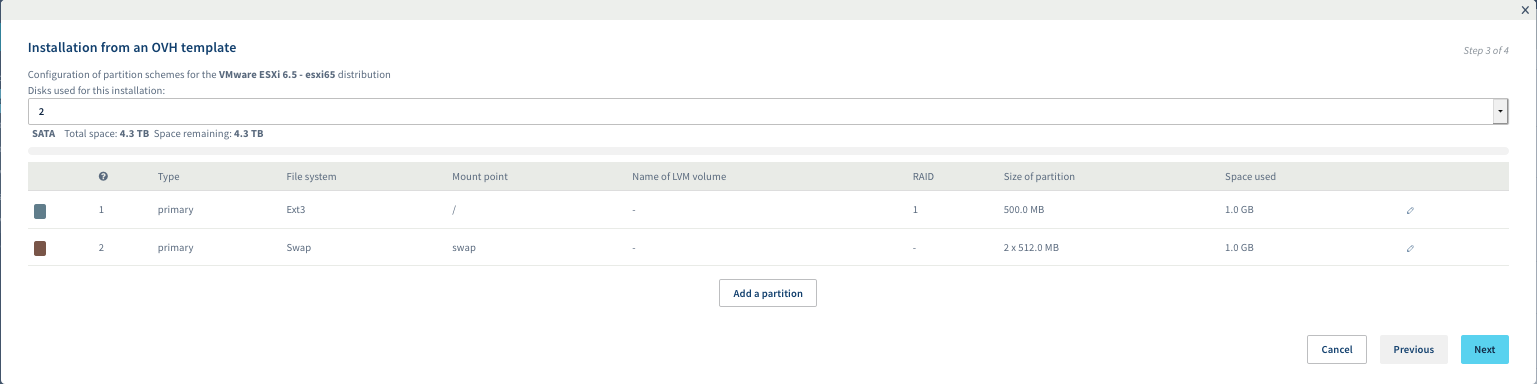 x
Installation from an OVH template
Step 3 of 4
Configuration of partition schemes for the VMware ESXi 6.5 - esxi65 distribution
Disks used for this installation:
2
SATA Total space: 4.3 TB Space remaining: 4.3 TB
? Type File system Mount point Name of LVM volume RAID Size of partition Space used
1 primary Ext3 / - 1 500.0 MB 1.0 GB
2 primary Swap swap - - 2 x 512.0 MB 1.0 GB
Add a partition
Cancel Previous Next